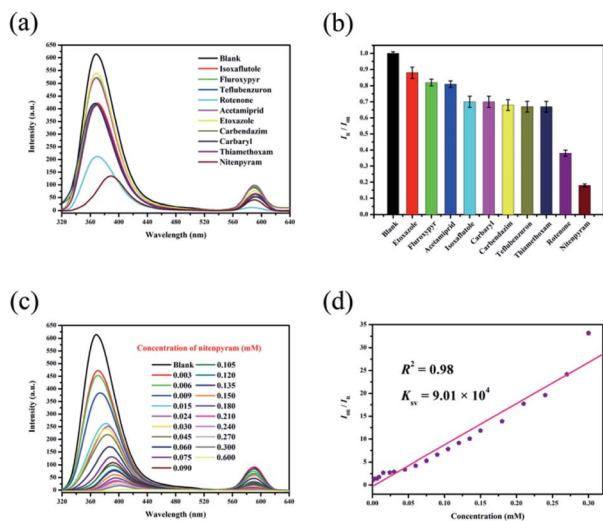 (a)
650
600
550
500
450
400
350
300
250
200
150
100
50
0
Intensity (a.u.)
320 360 400 440 480 520 560 600 640
Wavelength (nm)
Blank
Isoxaflutole
Fluroxypyr
Teflubenzuron
Rotenone
Acetamiprid
Etoxazole
Carbendazim
Carbaryl
Thiamethoxam
Nitenpyram
(b)
1.0
0.9
0.8
0.7
0.6
0.5
0.4
0.3
0.2
0.1
0.0
Blank
Etoxazole
Fluroxypyr
Acetamiprid
Isoxaflutole
Carbaryl
Carbendazim
Teflubenzuron
Thiamethoxam
Rotenone
Nitenpyram
(c)
650
600
550
500
450
400
350
300
250
200
150
100
50
0
Intensity (a.u.)
320 360 400 440 480 520 560 600 640
Wavelength (nm)
Concentration of nitenpyram (mM)
Blank 0.105
0.003 0.120
0.006 0.135
0.009 0.150
0.015 0.180
0.024 0.210
0.030 0.240
0.045 0.270
0.060 0.300
0.075 0.600
0.090
(d)
35
30
25
20
15
10
5
0
R² = 0.98
Ksv = 9.01 × 10⁴
0.00 0.05 0.10 0.15 0.20 0.25 0.30
Concentration (mM)